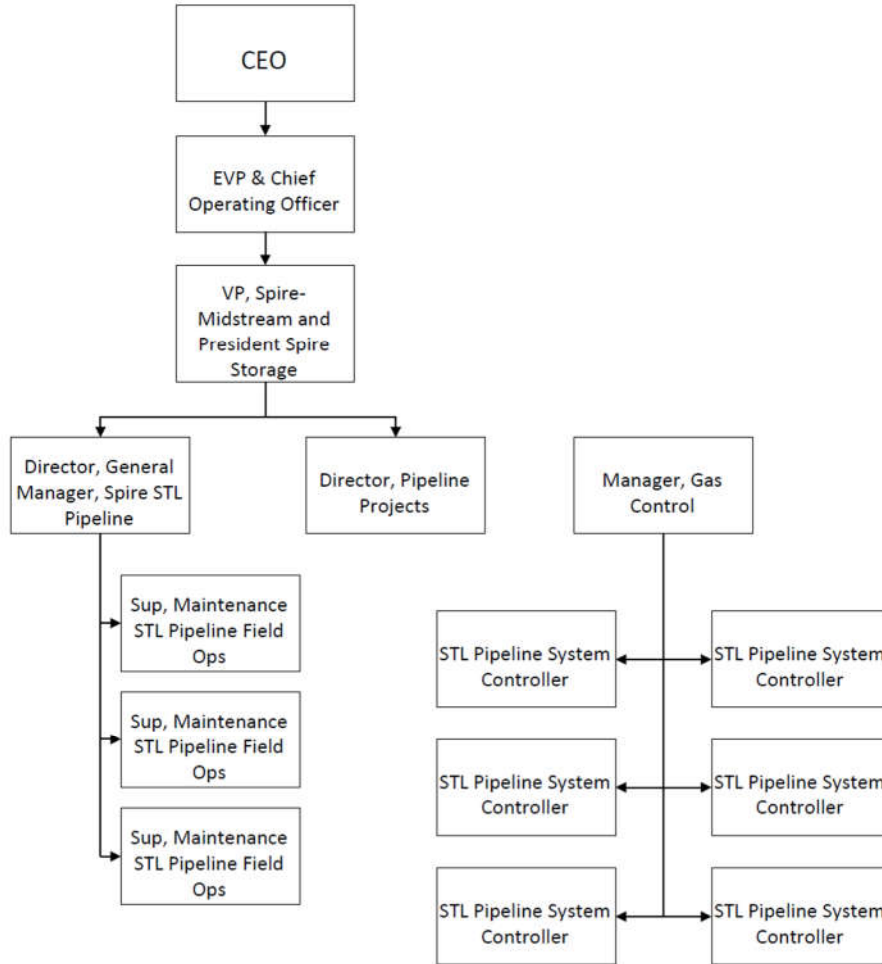 CEO
EVP & Chief
Operating Officer
VP, Spire-
Midstream and
President Spire
Storage
Director, General
Manager, Spire STL
Pipeline
Director, Pipeline
Projects
Manager, Gas
Control
Sup, Maintenance
STL Pipeline Field
Ops
Sup, Maintenance
STL Pipeline Field
Ops
Sup, Maintenance
STL Pipeline Field
Ops
STL Pipeline System
Controller
STL Pipeline System
Controller
STL Pipeline System
Controller
STL Pipeline System
Controller
STL Pipeline System
Controller
STL Pipeline System
Controller